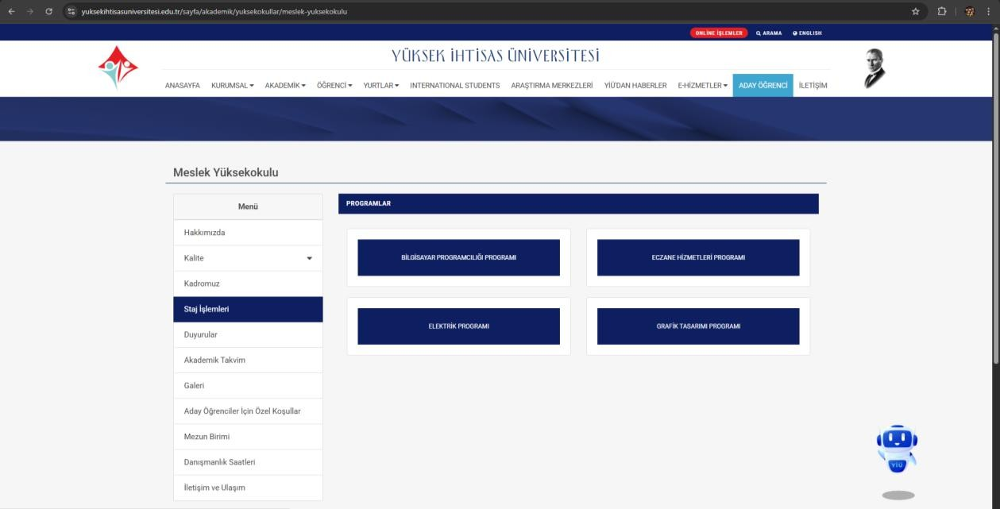 yuksekihtisasuniversitesi.edu.tr/sayfa/akademik/yuksekokullar/meslek-yuksekokulu
ONLİNE İŞLEMLER ARAMA ENGLISH
YÜKSEK İHTİSAS ÜNİVERSİTESİ
ANASAYFA KURUMSAL AKADEMİK ÖĞRENCİ YURTLAR INTERNATIONAL STUDENTS ARAŞTIRMA MERKEZLERİ YİÜ'DAN HABERLER E-HİZMETLER ADAY ÖĞRENCİ İLETİŞİM
Meslek Yüksekokulu
Menü
Hakkımızda
Kalite
Kadromuz
Staj İşlemleri
Duyurular
Akademik Takvim
Galeri
Aday Öğrenciler İçin Özel Koşullar
Mezun Birimi
Danışmanlık Saatleri
İletişim ve Ulaşım
PROGRAMLAR
BİLGİSAYAR PROGRAMCILIĞI PROGRAMI
ECZANE HİZMETLERİ PROGRAMI
ELEKTRİK PROGRAMI
GRAFİK TASARIMI PROGRAMI
YİÜ